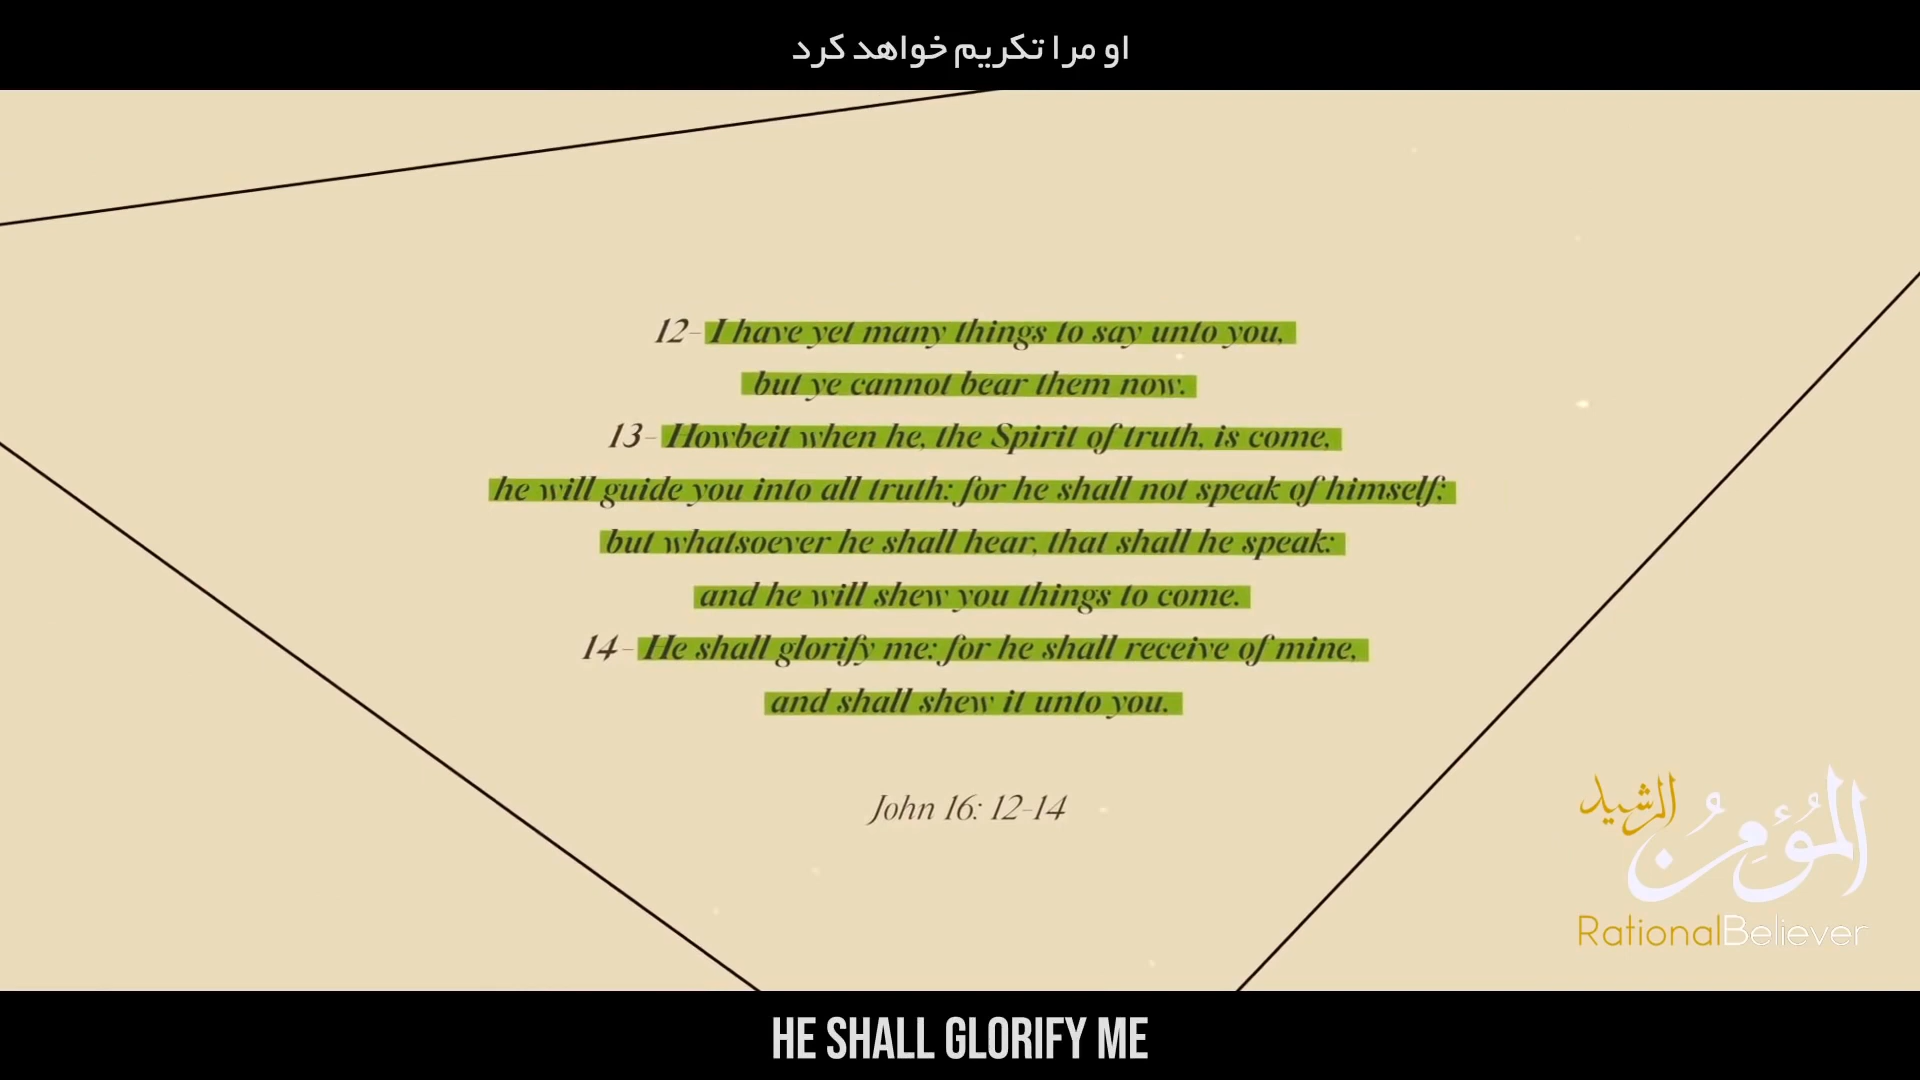 او مرا تکریم خواهد کرد
12- I have yet many things to say unto you,
but ye cannot bear them now.
13- Howbeit when he, the Spirit of truth, is come,
he will guide you into all truth: for he shall not speak of himself;
but whatsoever he shall hear, that shall he speak:
and he will shew you things to come.
14- He shall glorify me: for he shall receive of mine,
and shall shew it unto you.
John 16: 12-14
المُؤمِنُ الرشيد
RationalBeliever
HE SHALL GLORIFY ME